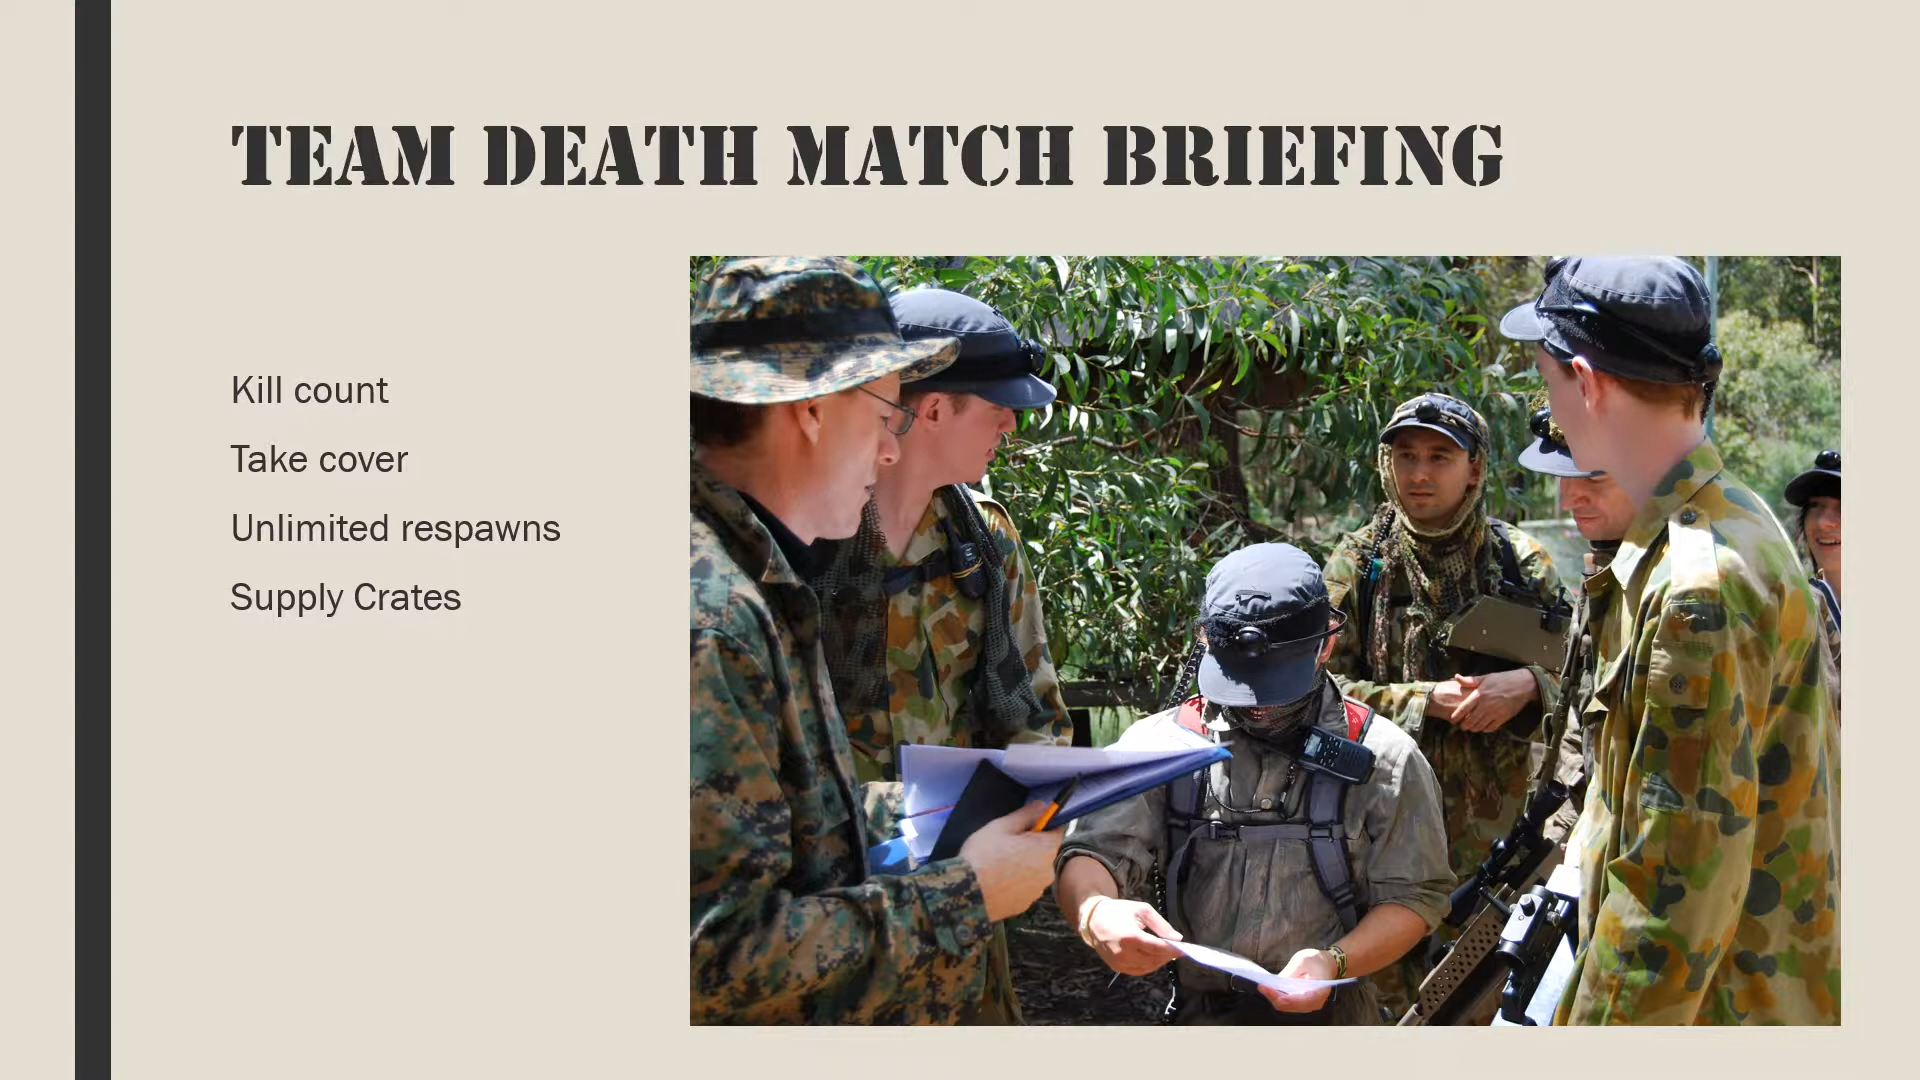 TEAM DEATH MATCH BRIEFING
Kill count
Take cover
Unlimited respawns
Supply Crates